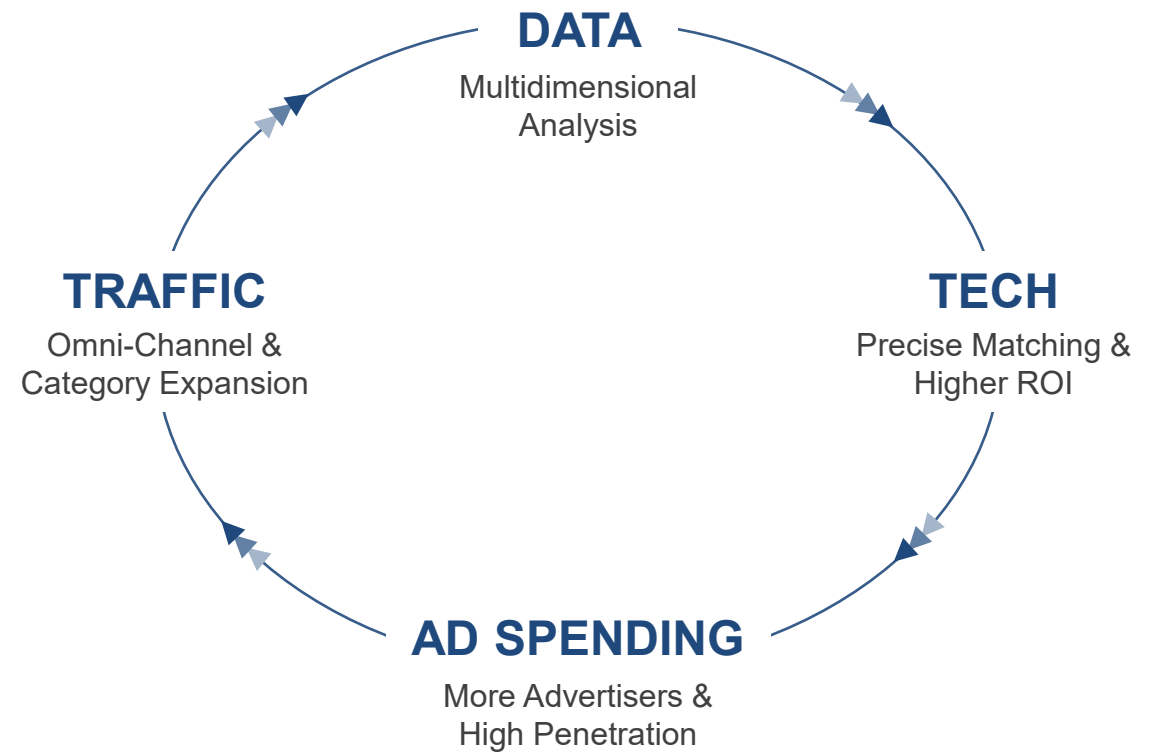 DATA
Multidimensional
Analysis
TRAFFIC
Omni-Channel &
Category Expansion
TECH
Precise Matching &
Higher ROI
AD SPENDING
More Advertisers &
High Penetration